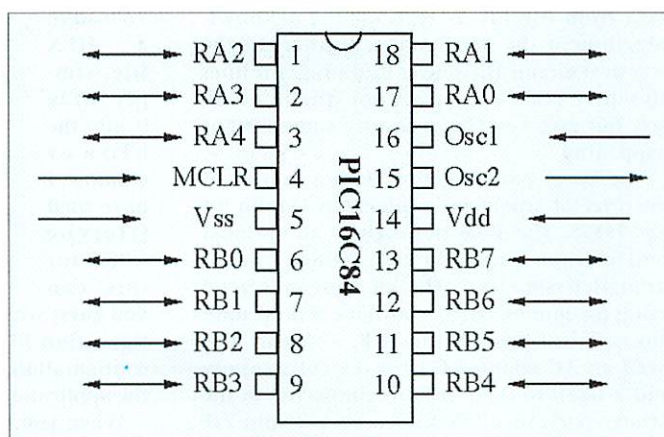 RA2 1 18 RA1
RA3 2 17 RA0
RA4 3 16 Osc1
MCLR 4 15 Osc2
Vss 5 14 Vdd
RB0 6 13 RB7
RB1 7 12 RB6
RB2 8 11 RB5
RB3 9 10 RB4
PIC16C84